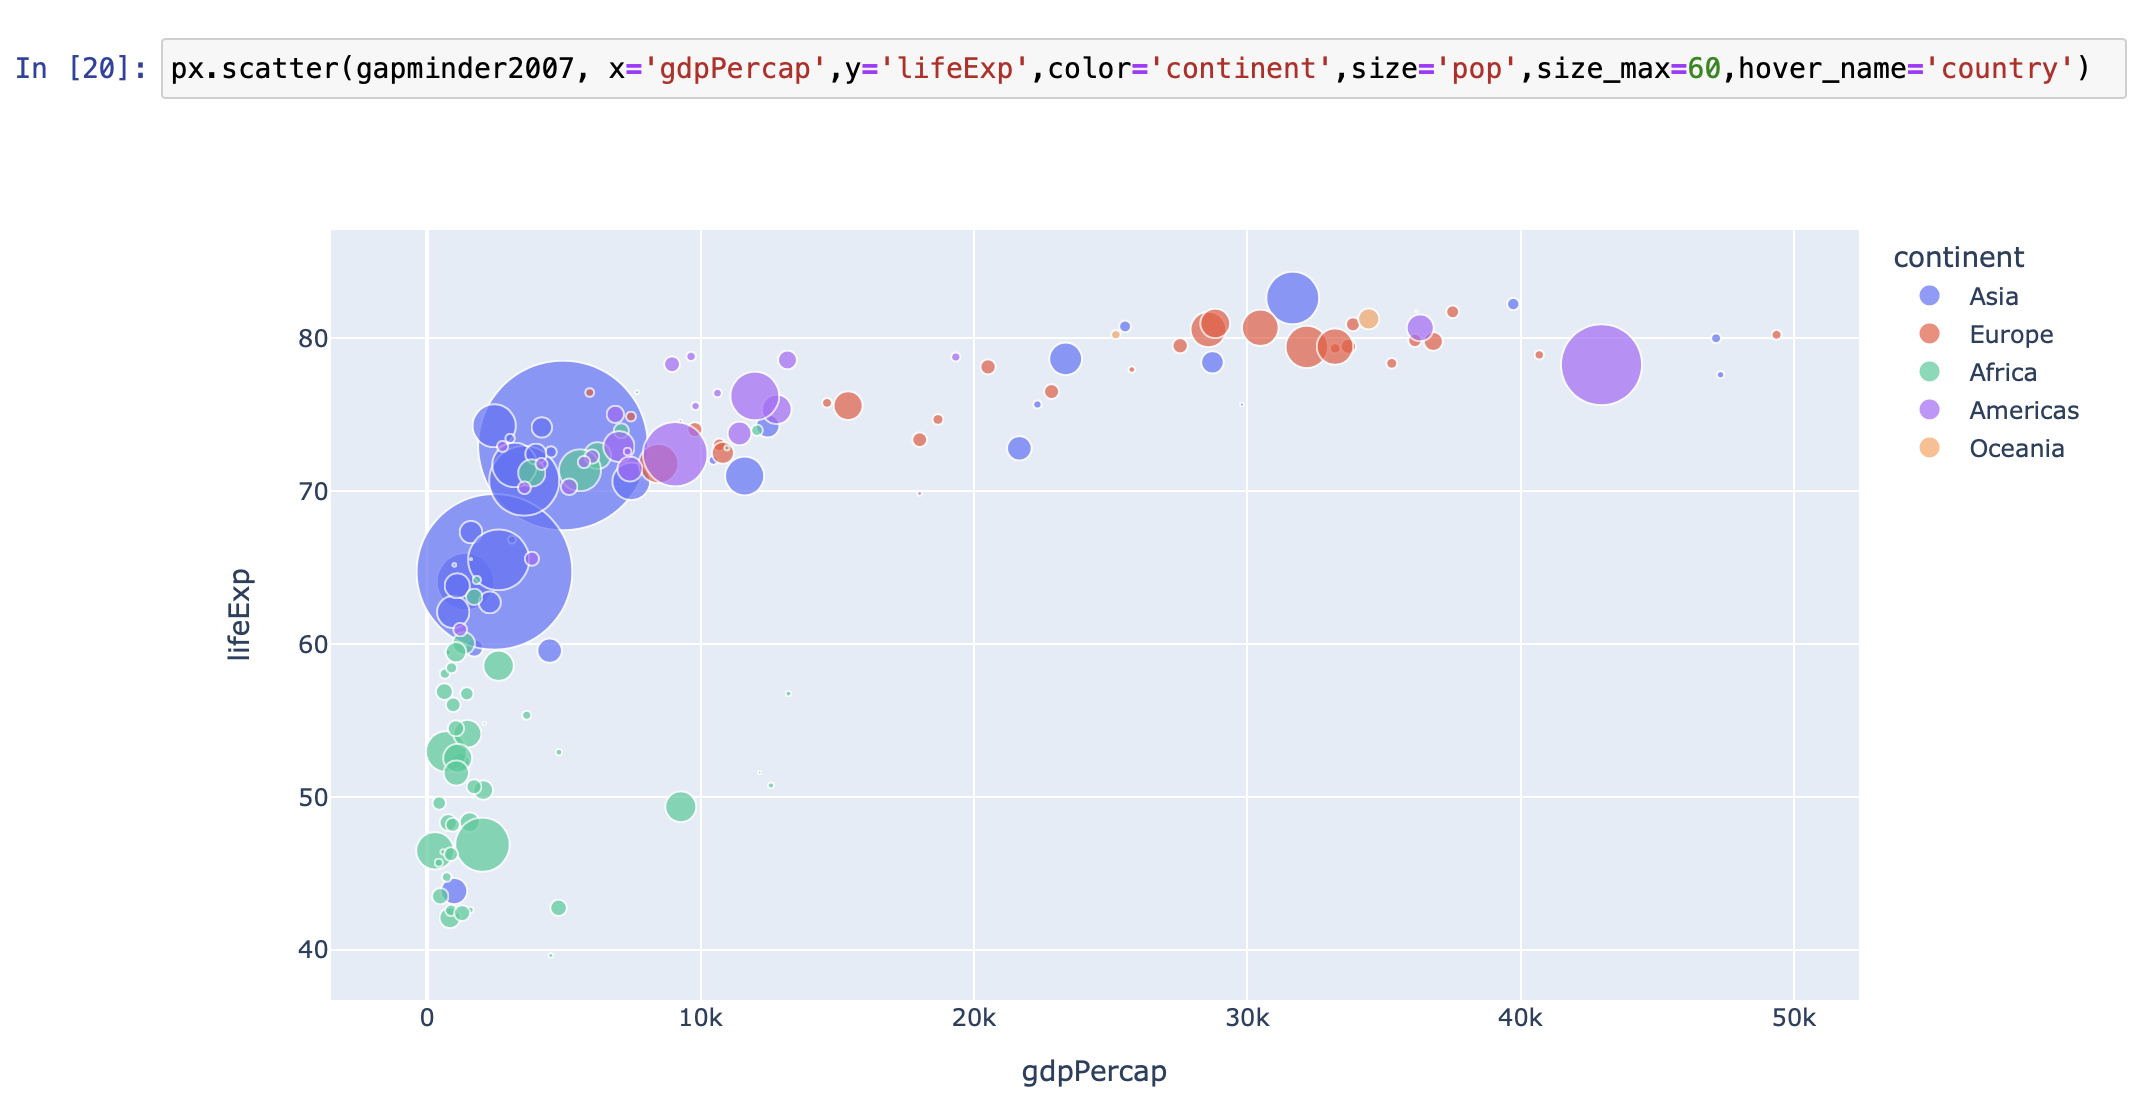 In [20]: px.scatter(gapminder2007, x='gdpPercap',y='lifeExp',color='continent',size='pop',size_max=60,hover_name='country')
continent
Asia
Europe
Africa
Americas
Oceania
80
70
60
50
40
lifeExp
0 10k 20k 30k 40k 50k
gdpPercap